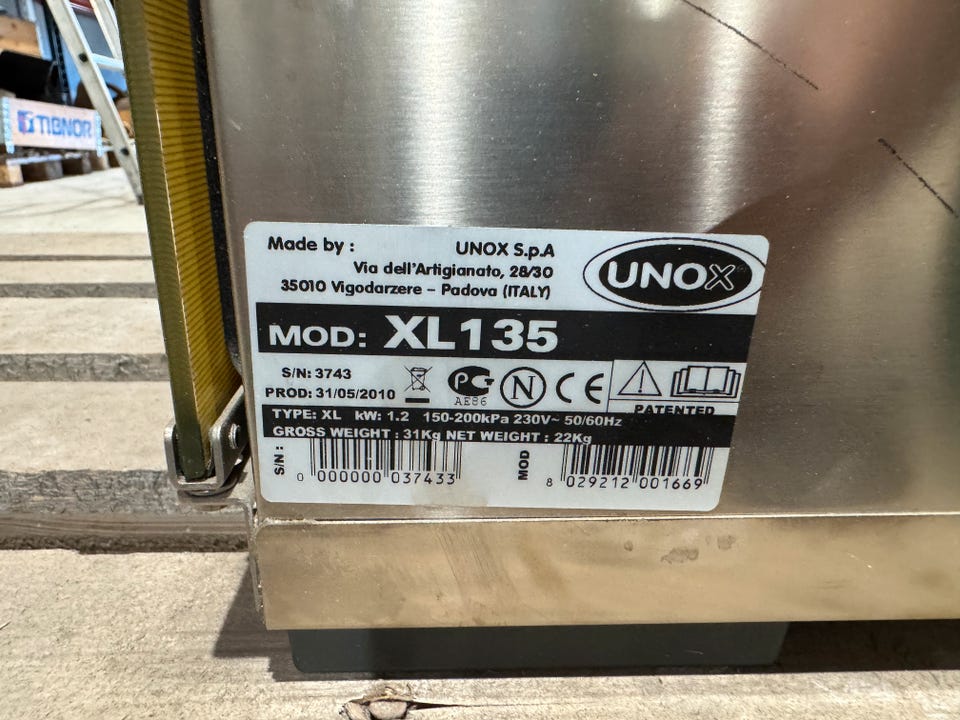 TIBNOR
Made by : UNOX S.p.A
Via dell'Artigianato, 28/30
35010 Vigodarzere – Padova (ITALY)
UNOX
MOD: XL135
S/N: 3743
PROD: 31/05/2010
PG
AE86
N
CE
PATENTED
TYPE: XL kW: 1.2 150-200kPa 230V~ 50/60Hz
GROSS WEIGHT : 31Kg NET WEIGHT : 22Kg
S/N :
0 000000 037433
MOD
8 029212 001669